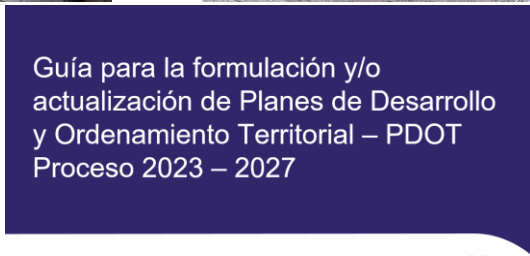 Guía para la formulación y/o
actualización de Planes de Desarrollo
y Ordenamiento Territorial – PDOT
Proceso 2023 – 2027